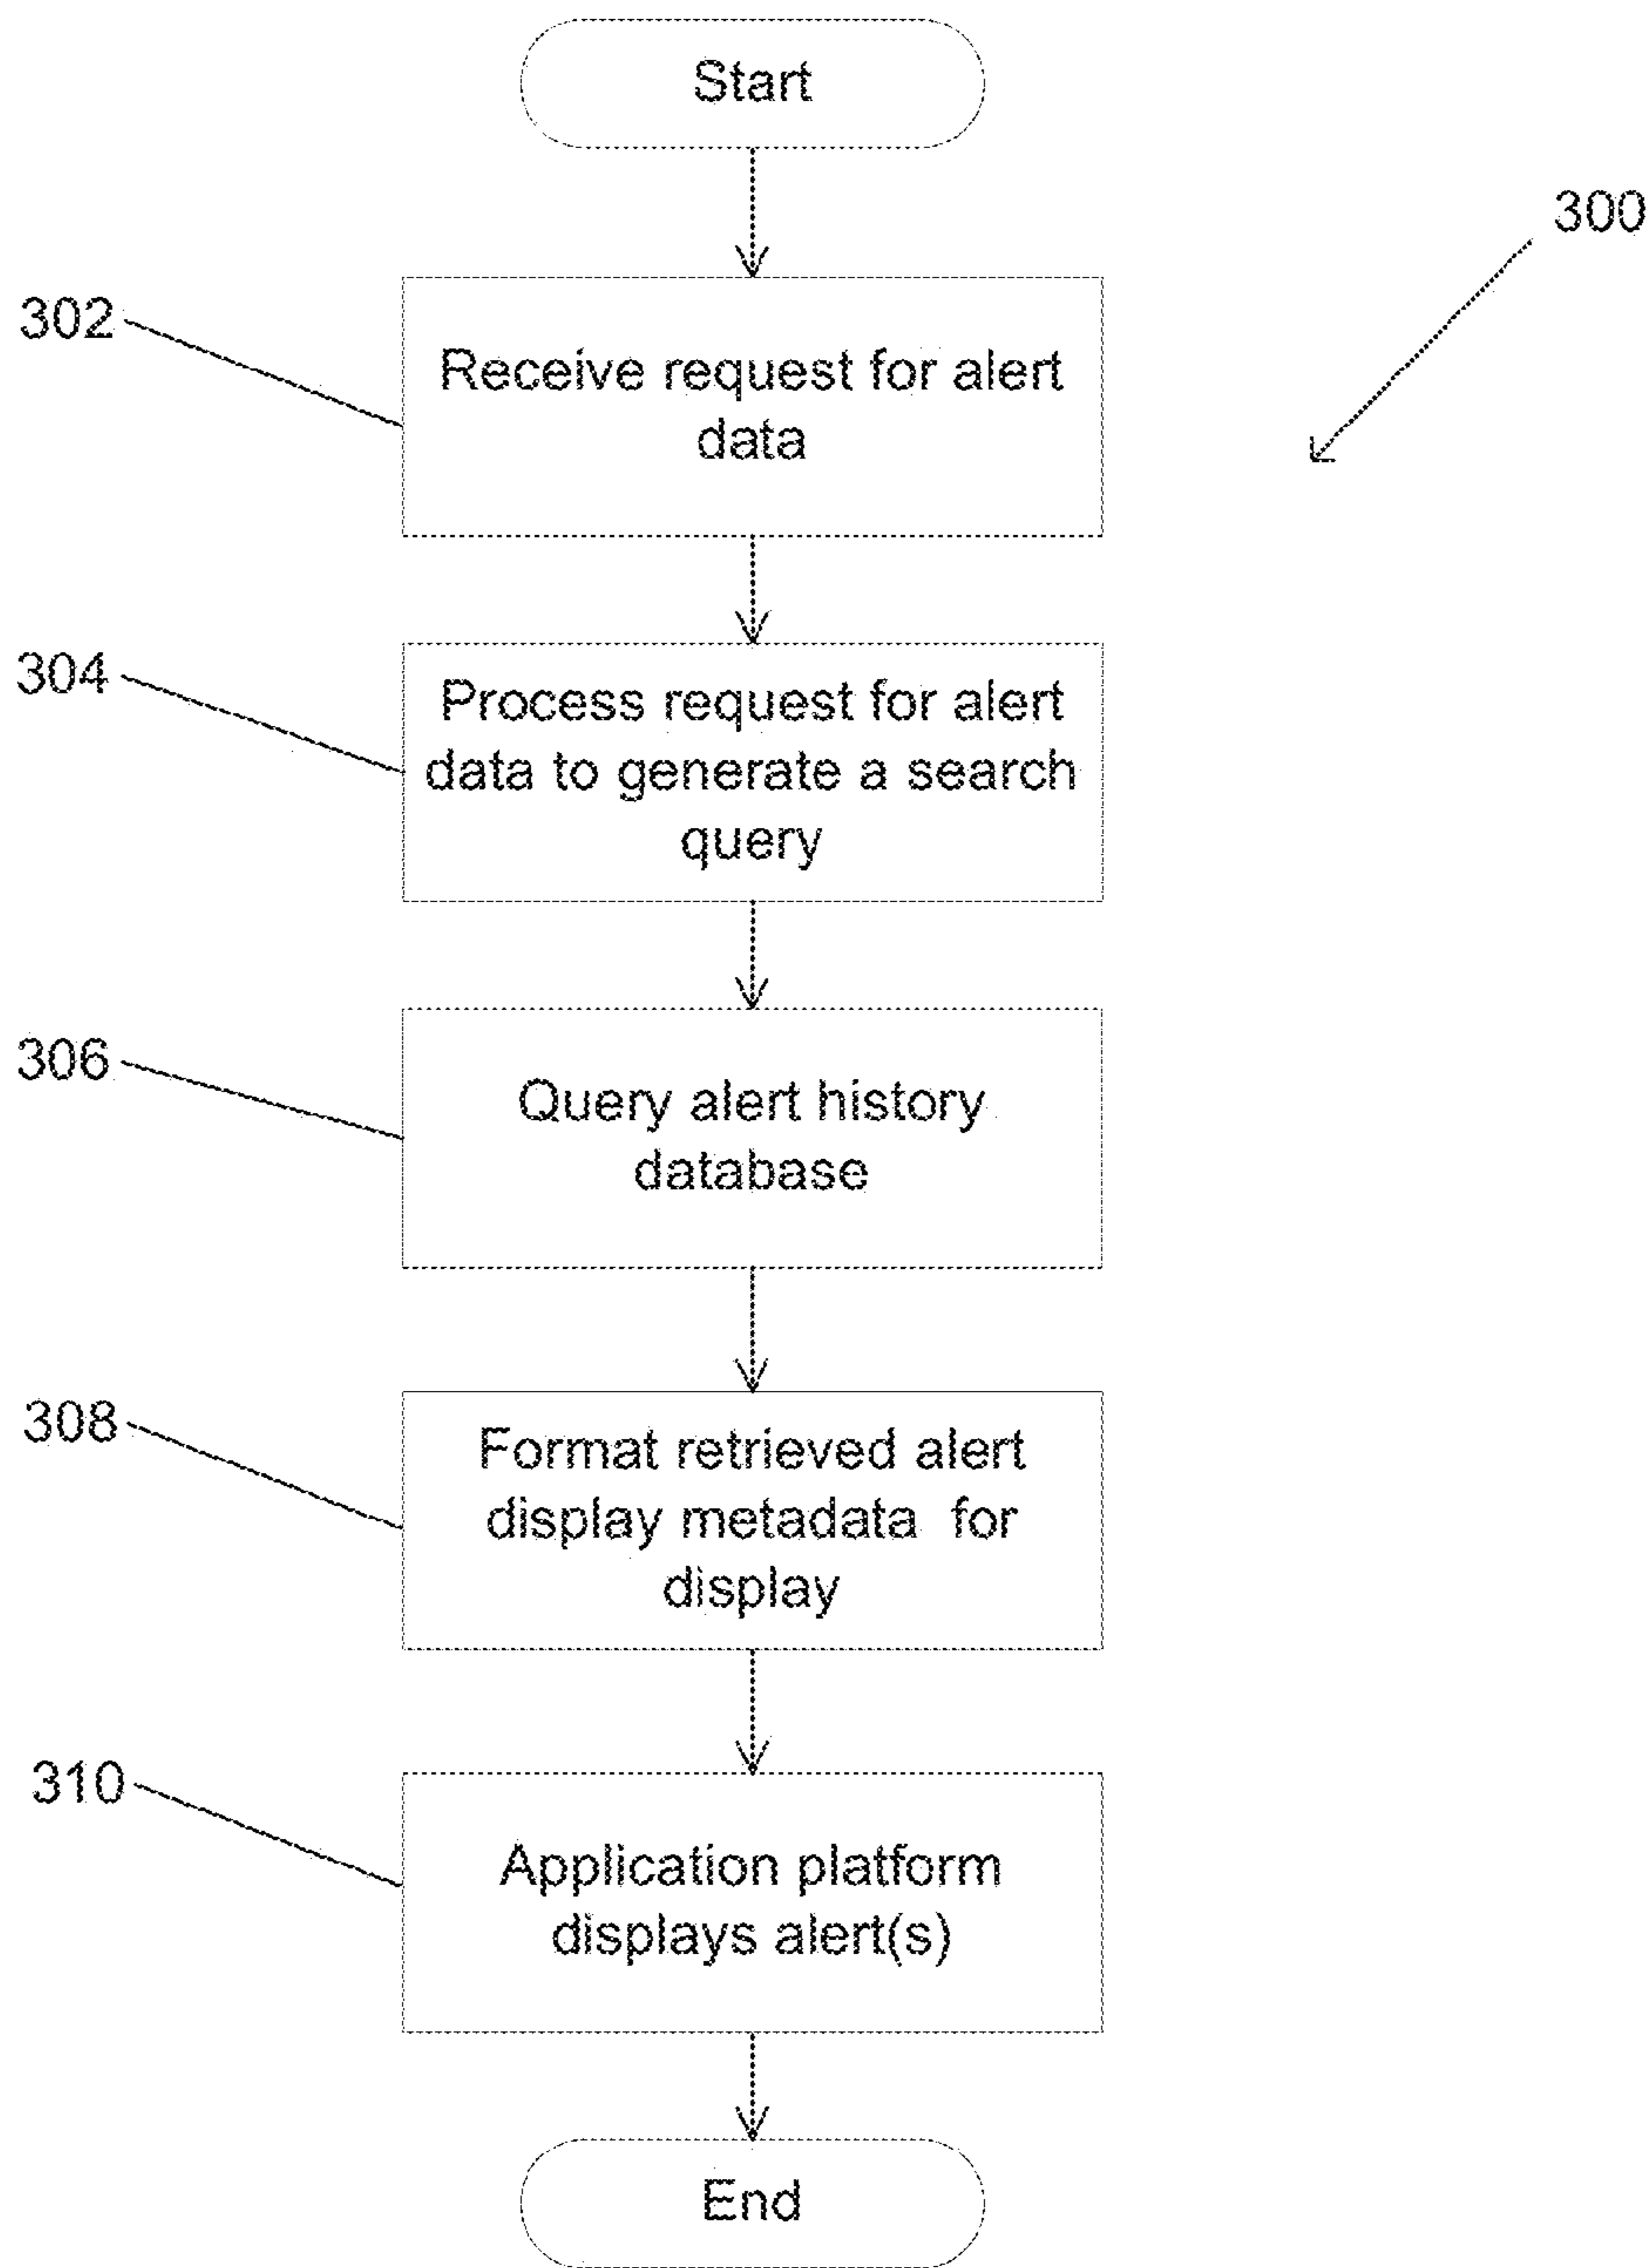 Start
300
302
Receive request for alert
data
304
Process request for alert
data to generate a search
query
306
Query alert history
database
308
Format retrieved alert
display metadata for
display
310
Application platform
displays alert(s)
End